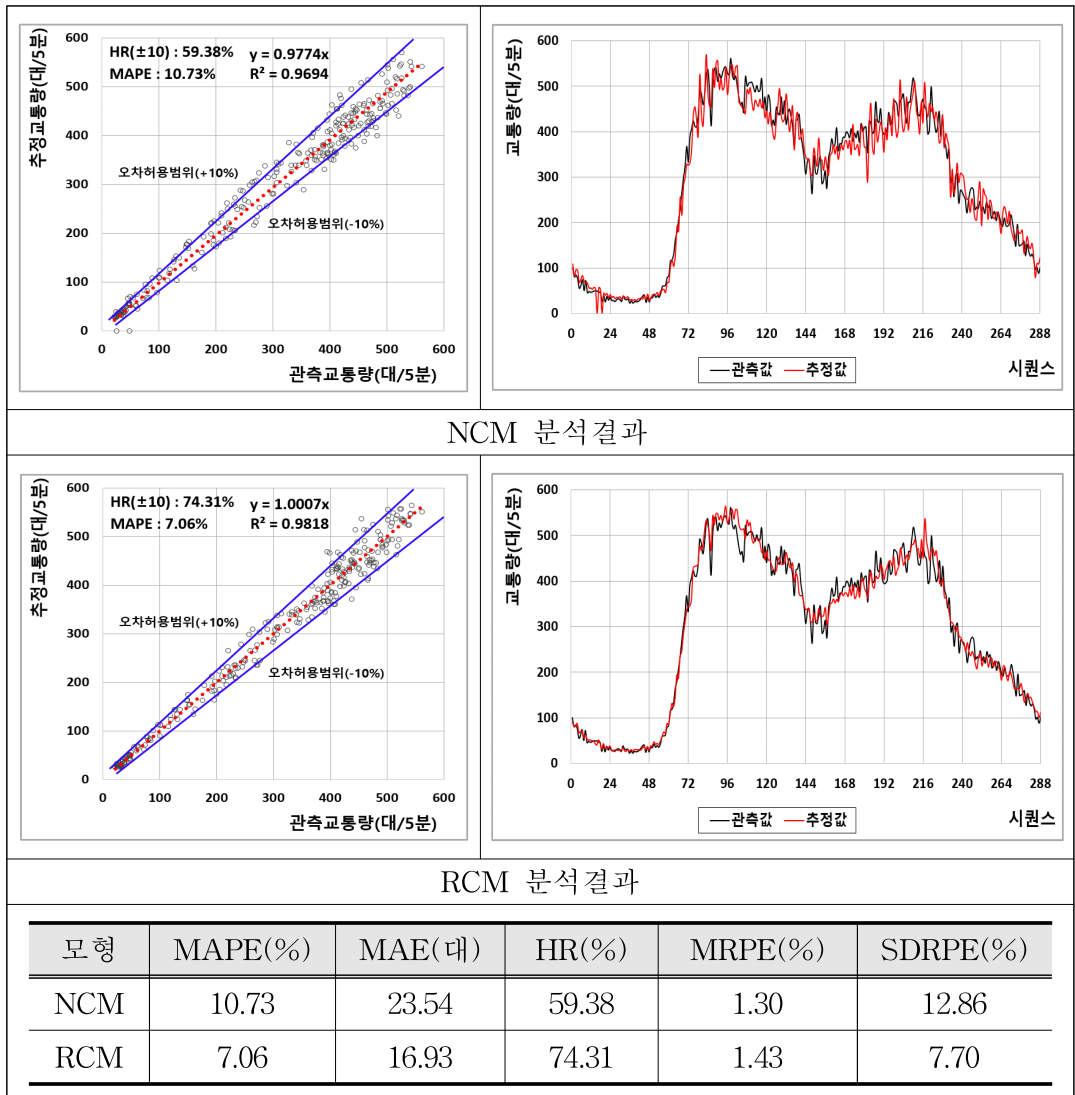 HR(±10) : 59.38%
y = 0.9774x
MAPE : 10.73%
R² = 0.9694
추정교통량(대/5분)
600
500
400
300
200
100
0
오차허용범위(+10%)
오차허용범위(-10%)
0 100 200 300 400 500 600
관측교통량(대/5분)
교통량(대/5분)
600
500
400
300
200
100
0
0 24 48 72 96 120 144 168 192 216 240 264 288
관측값 추정값
시퀀스
NCM 분석결과
HR(±10) : 74.31%
y = 1.0007x
MAPE : 7.06%
R² = 0.9818
추정교통량(대/5분)
600
500
400
300
200
100
0
오차허용범위(+10%)
오차허용범위(-10%)
0 100 200 300 400 500 600
관측교통량(대/5분)
교통량(대/5분)
600
500
400
300
200
100
0
0 24 48 72 96 120 144 168 192 216 240 264 288
관측값 추정값
시퀀스
RCM 분석결과
모형 MAPE(%) MAE(대) HR(%) MRPE(%) SDRPE(%)
NCM 10.73 23.54 59.38 1.30 12.86
RCM 7.06 16.93 74.31 1.43 7.70